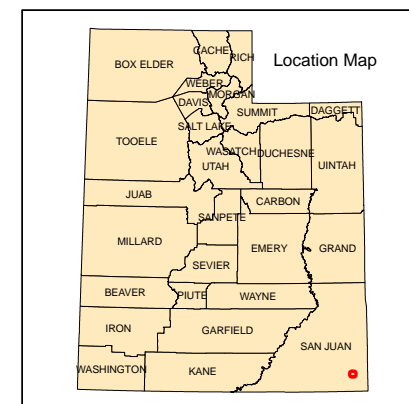 Location Map
CACHE
RICH
BOX ELDER
WEBER
MORGAN
DAVIS
SUMMIT
DAGGETT
SALT LAKE
TOOELE
WASATCH
DUCHESNE
UTAH
UINTAH
JUAB
CARBON
SANPETE
MILLARD
EMERY
GRAND
SEVIER
BEAVER
PIUTE
WAYNE
IRON
GARFIELD
SAN JUAN
WASHINGTON
KANE